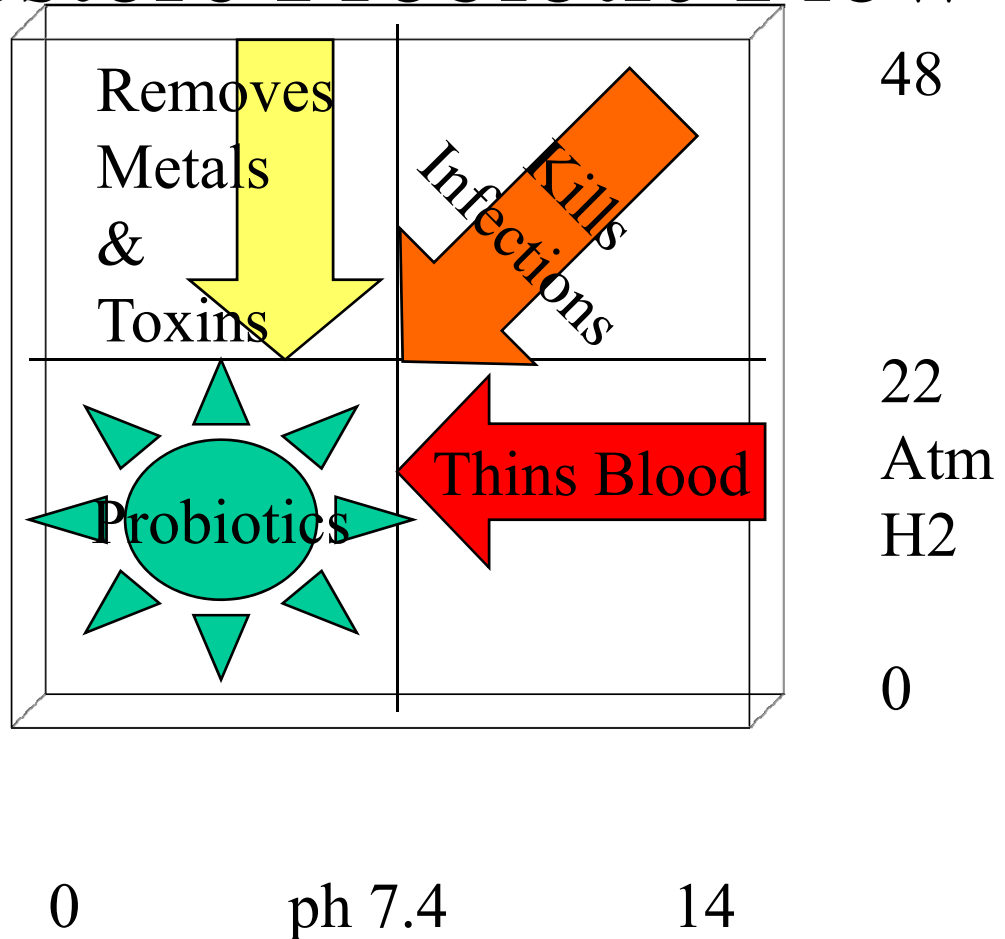 Removes
Metals
&
Toxins
Kills
Infections
Thins Blood
Probiotics
48
22
Atm
H2
0
0 ph 7.4 14